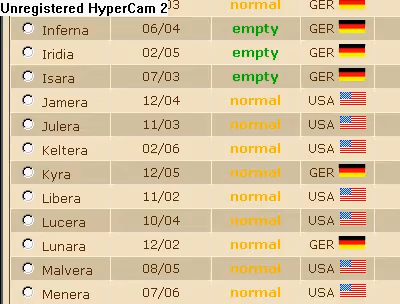 Unregistered HyperCam 2
03 normal GER
Inferna 06/04 empty GER
Iridia 02/05 empty GER
Isara 07/03 empty GER
Jamera 12/04 normal USA
Julera 11/03 normal USA
Keltera 02/06 normal USA
Kyra 12/05 normal GER
Libera 11/02 normal USA
Lucera 10/04 normal USA
Lunara 12/02 normal GER
Malvera 08/05 normal USA
Menera 07/06 normal USA